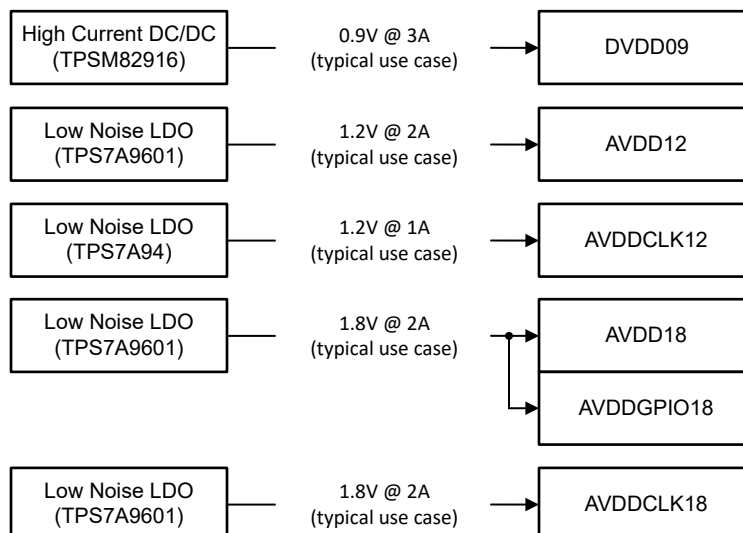 High Current DC/DC
(TPSM82916)
0.9V @ 3A
(typical use case)
DVDD09
Low Noise LDO
(TPS7A9601)
1.2V @ 2A
(typical use case)
AVDD12
Low Noise LDO
(TPS7A94)
1.2V @ 1A
(typical use case)
AVDDCLK12
Low Noise LDO
(TPS7A9601)
1.8V @ 2A
(typical use case)
AVDD18
AVDDGPIO18
Low Noise LDO
(TPS7A9601)
1.8V @ 2A
(typical use case)
AVDDCLK18